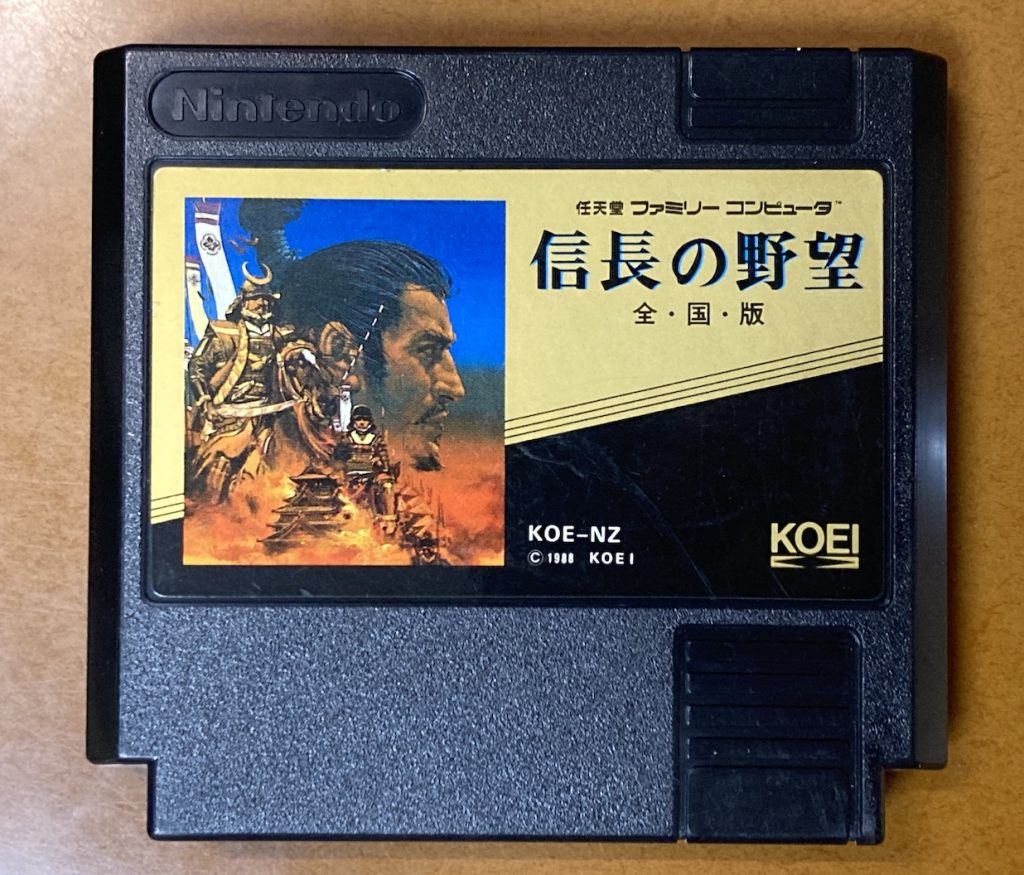 Nintendo
任天堂 ファミリー コンピュータ™
信長の野望
全・国・版
KOE-NZ
© 1988 KOEI
KOEI